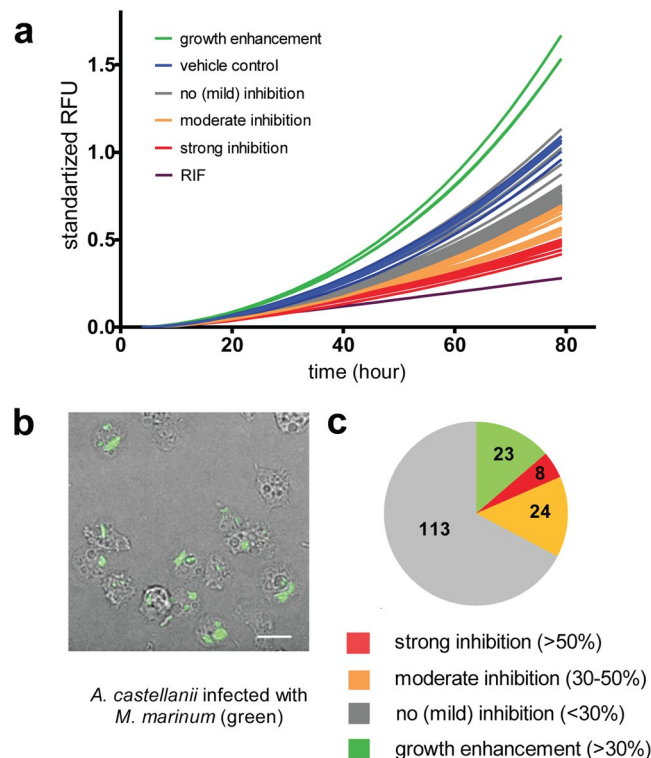 a
standartized RFU
1.5
1.0
0.5
0.0
growth enhancement
vehicle control
no (mild) inhibition
moderate inhibition
strong inhibition
RIF
0
20
40
60
80
time (hour)
b
A. castellanii infected with
M. marinum (green)
c
23
8
24
113
strong inhibition (>50%)
moderate inhibition (30-50%)
no (mild) inhibition (<30%)
growth enhancement (>30%)